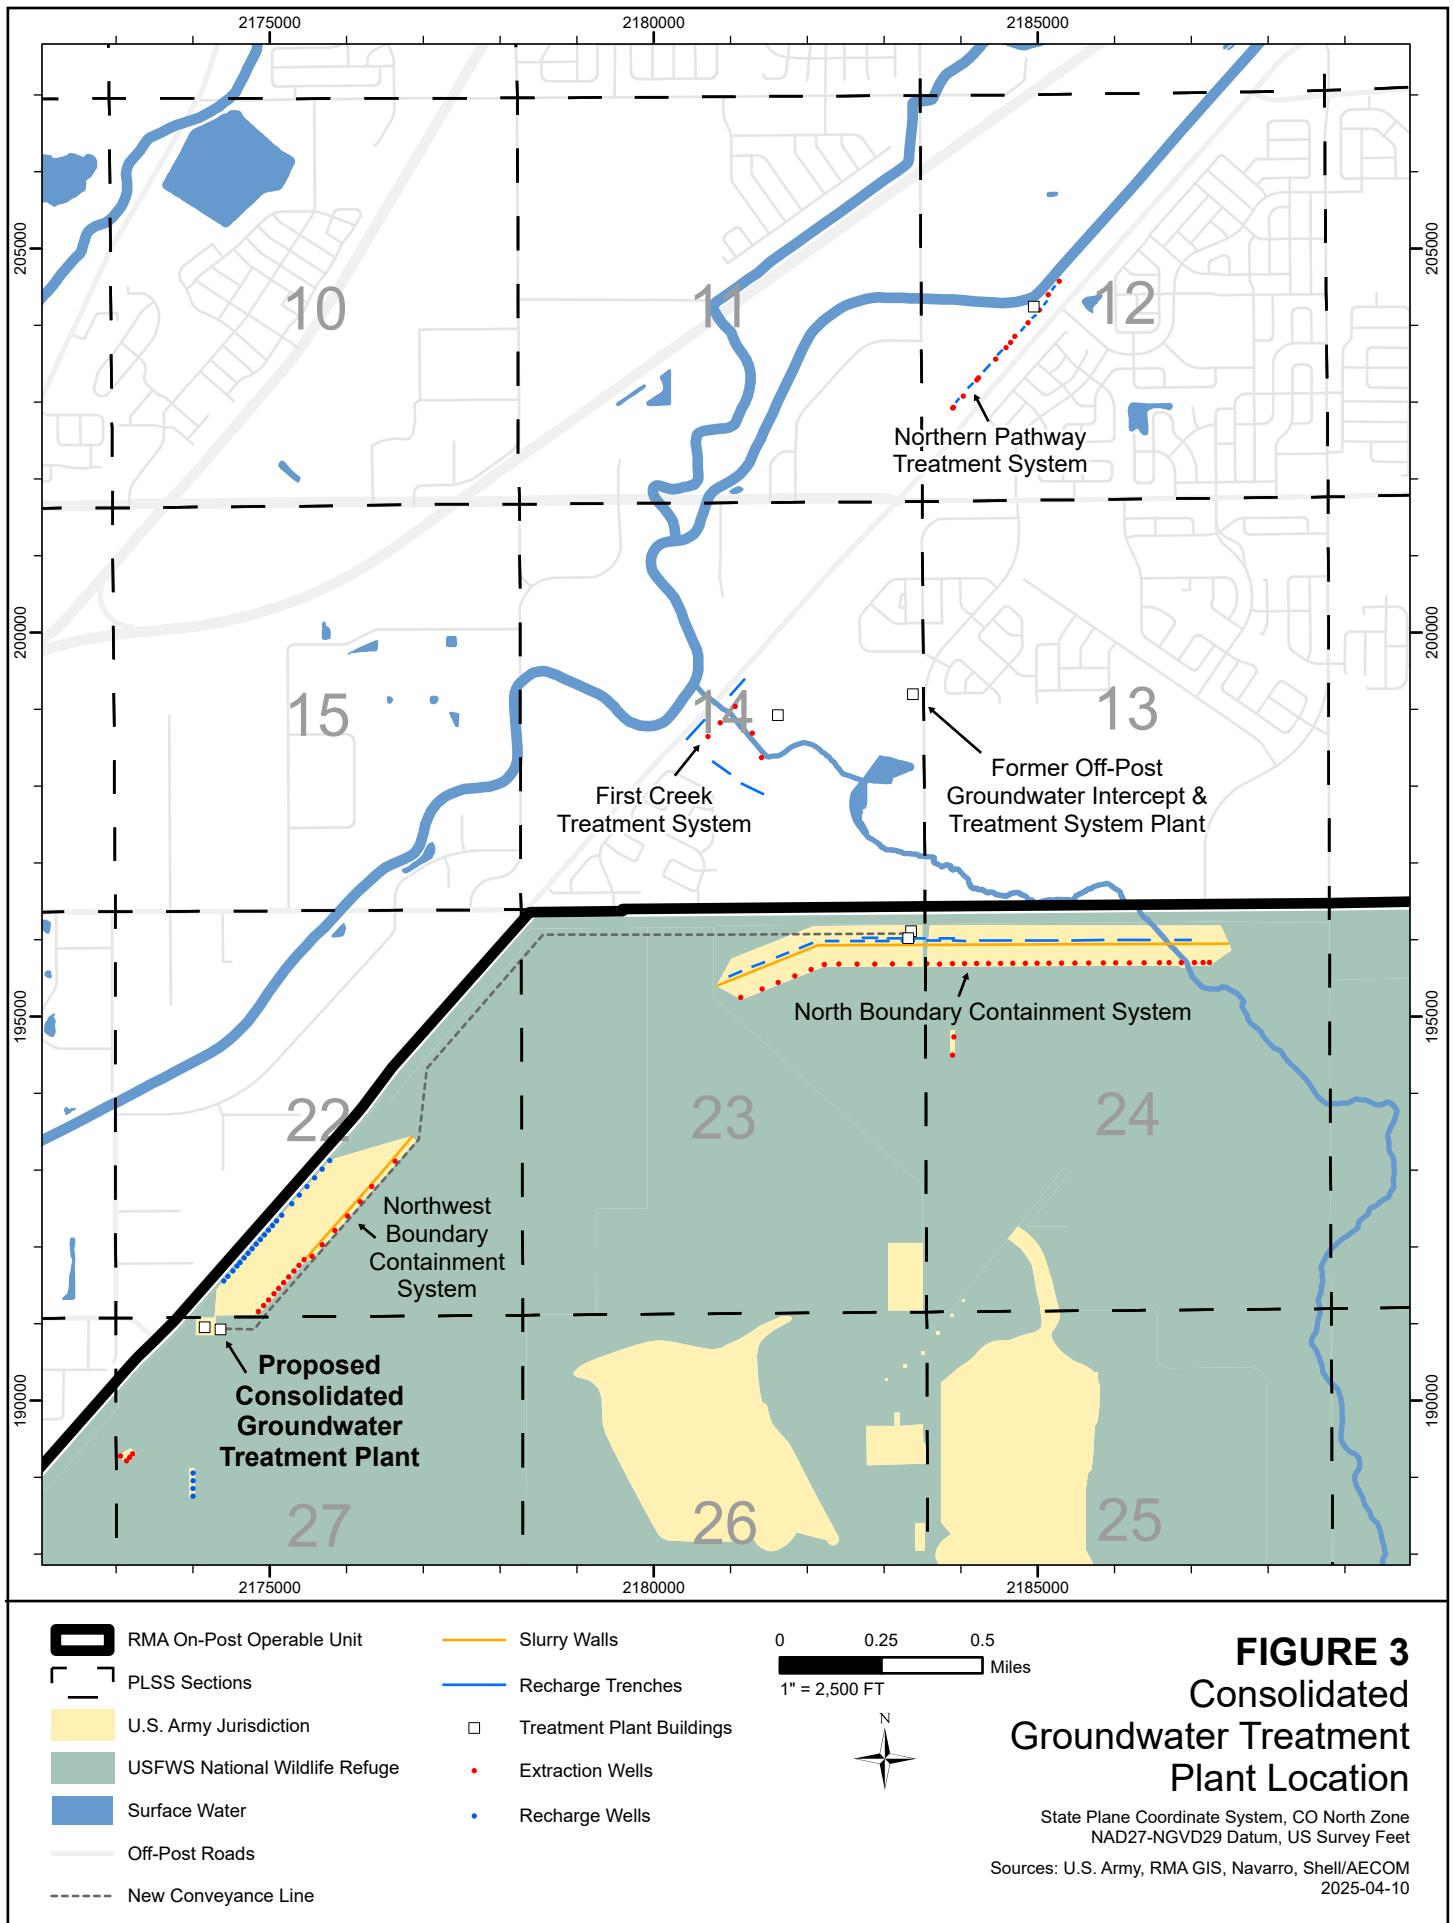 2175000
2180000
2185000
205000
205000
10
11
12
Northern Pathway
Treatment System
200000
200000
15
14
13
First Creek
Treatment System
Former Off-Post
Groundwater Intercept &
Treatment System Plant
195000
195000
North Boundary Containment System
22
23
24
Northwest
Boundary
Containment
System
190000
190000
Proposed
Consolidated
Groundwater
Treatment Plant
27
26
25
2175000
2180000
2185000
RMA On-Post Operable Unit
PLSS Sections
U.S. Army Jurisdiction
USFWS National Wildlife Refuge
Surface Water
Off-Post Roads
New Conveyance Line
Slurry Walls
Recharge Trenches
Treatment Plant Buildings
Extraction Wells
Recharge Wells
0 0.25 0.5
Miles
1" = 2,500 FT
N
FIGURE 3
Consolidated
Groundwater Treatment
Plant Location
State Plane Coordinate System, CO North Zone
NAD27-NGVD29 Datum, US Survey Feet
Sources: U.S. Army, RMA GIS, Navarro, Shell/AECOM
2025-04-10